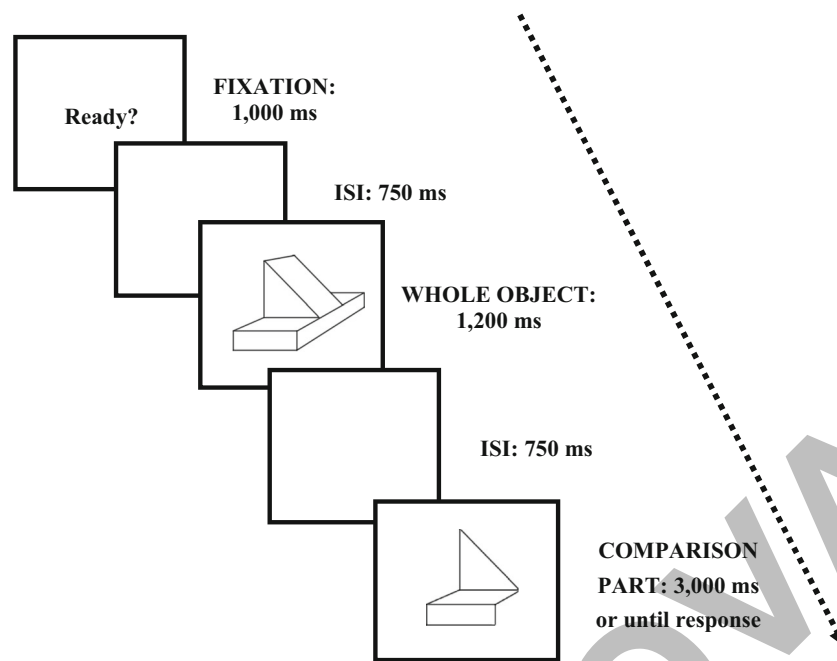 Ready?
FIXATION:
1,000 ms
ISI: 750 ms
WHOLE OBJECT:
1,200 ms
ISI: 750 ms
COMPARISON
PART: 3,000 ms
or until response